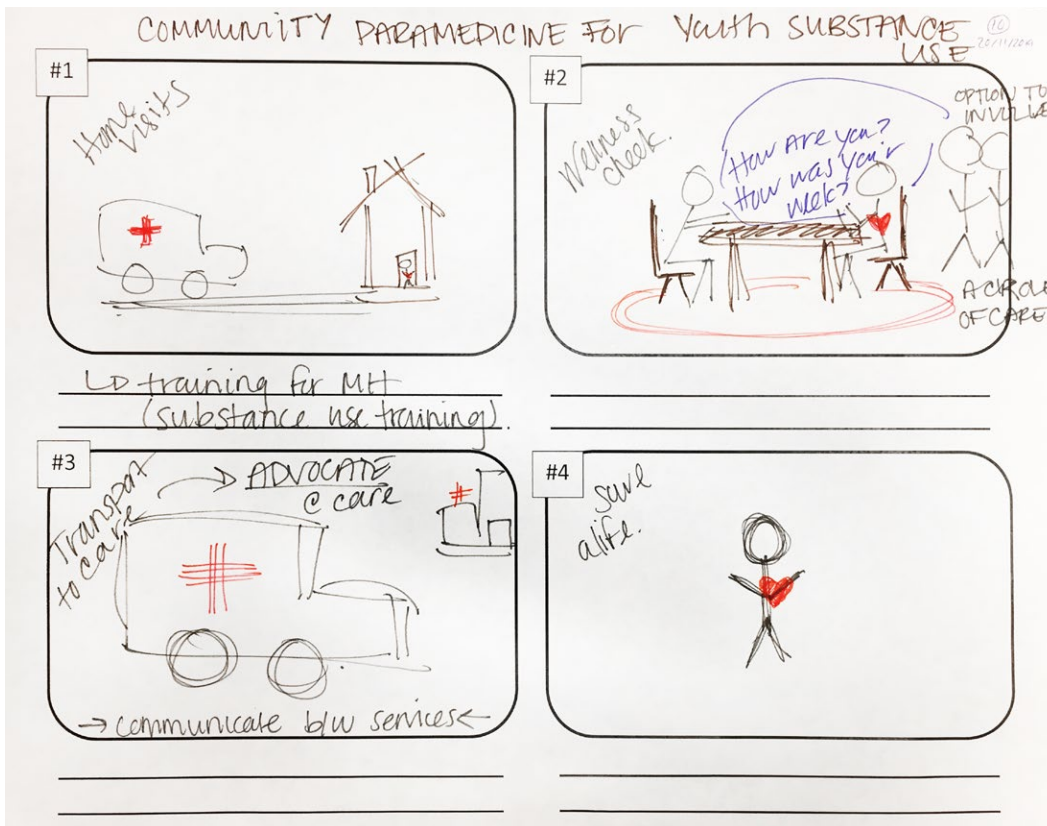 COMMUNITY PARAMEDICINE FOR Youth SUBSTANCE
USE
#1
Home
Visits
↳ training for MH
(substance use training).
#2
Wellness
check.
How Are you?
How was your
week?
OPTION TO
INVOLVE
A CIRCLE
OF CARE
#3
Transport
to care
→ ADVOCATE
@ care
→ communicate b/w services ←
#4
save
a life.